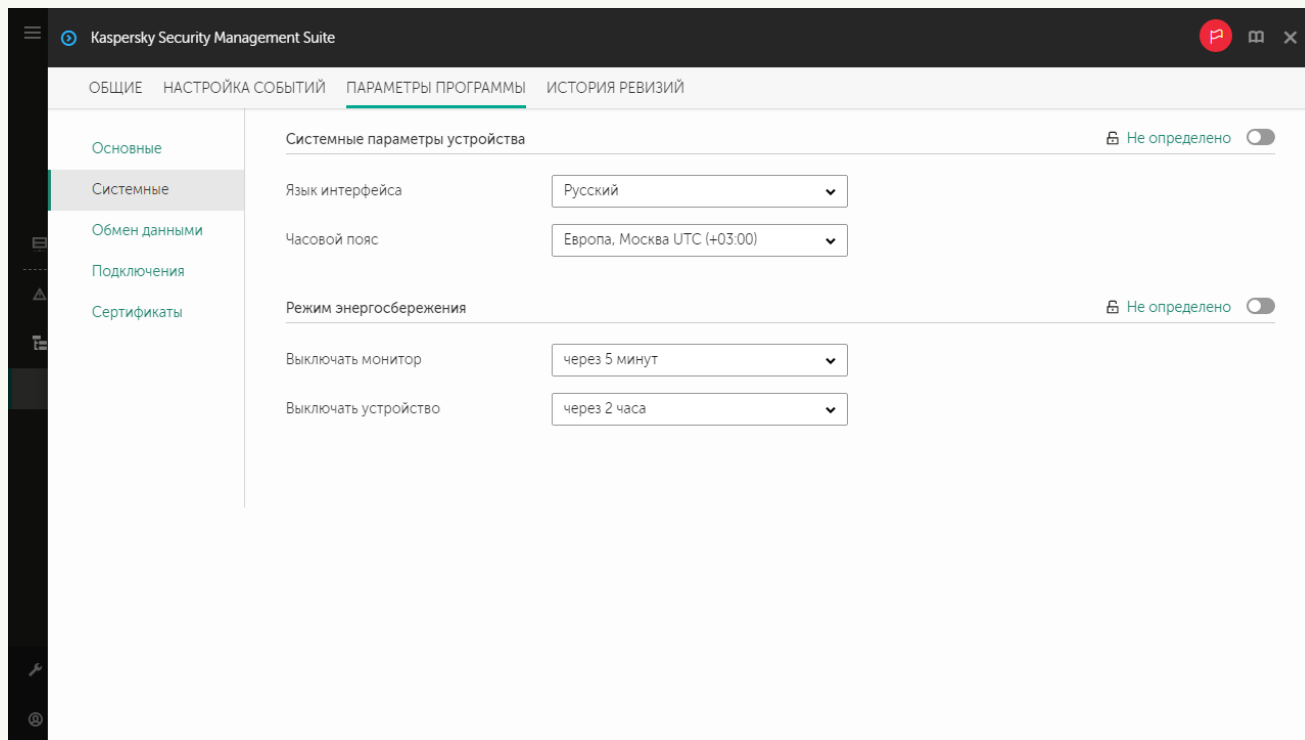 Kaspersky Security Management Suite
ОБЩИЕ НАСТРОЙКА СОБЫТИЙ ПАРАМЕТРЫ ПРОГРАММЫ ИСТОРИЯ РЕВИЗИЙ
Основные
Системные
Обмен данными
Подключения
Сертификаты
Системные параметры устройства Не определено
Язык интерфейса Русский
Часовой пояс Европа, Москва UTC (+03:00)
Режим энергосбережения Не определено
Выключать монитор через 5 минут
Выключать устройство через 2 часа